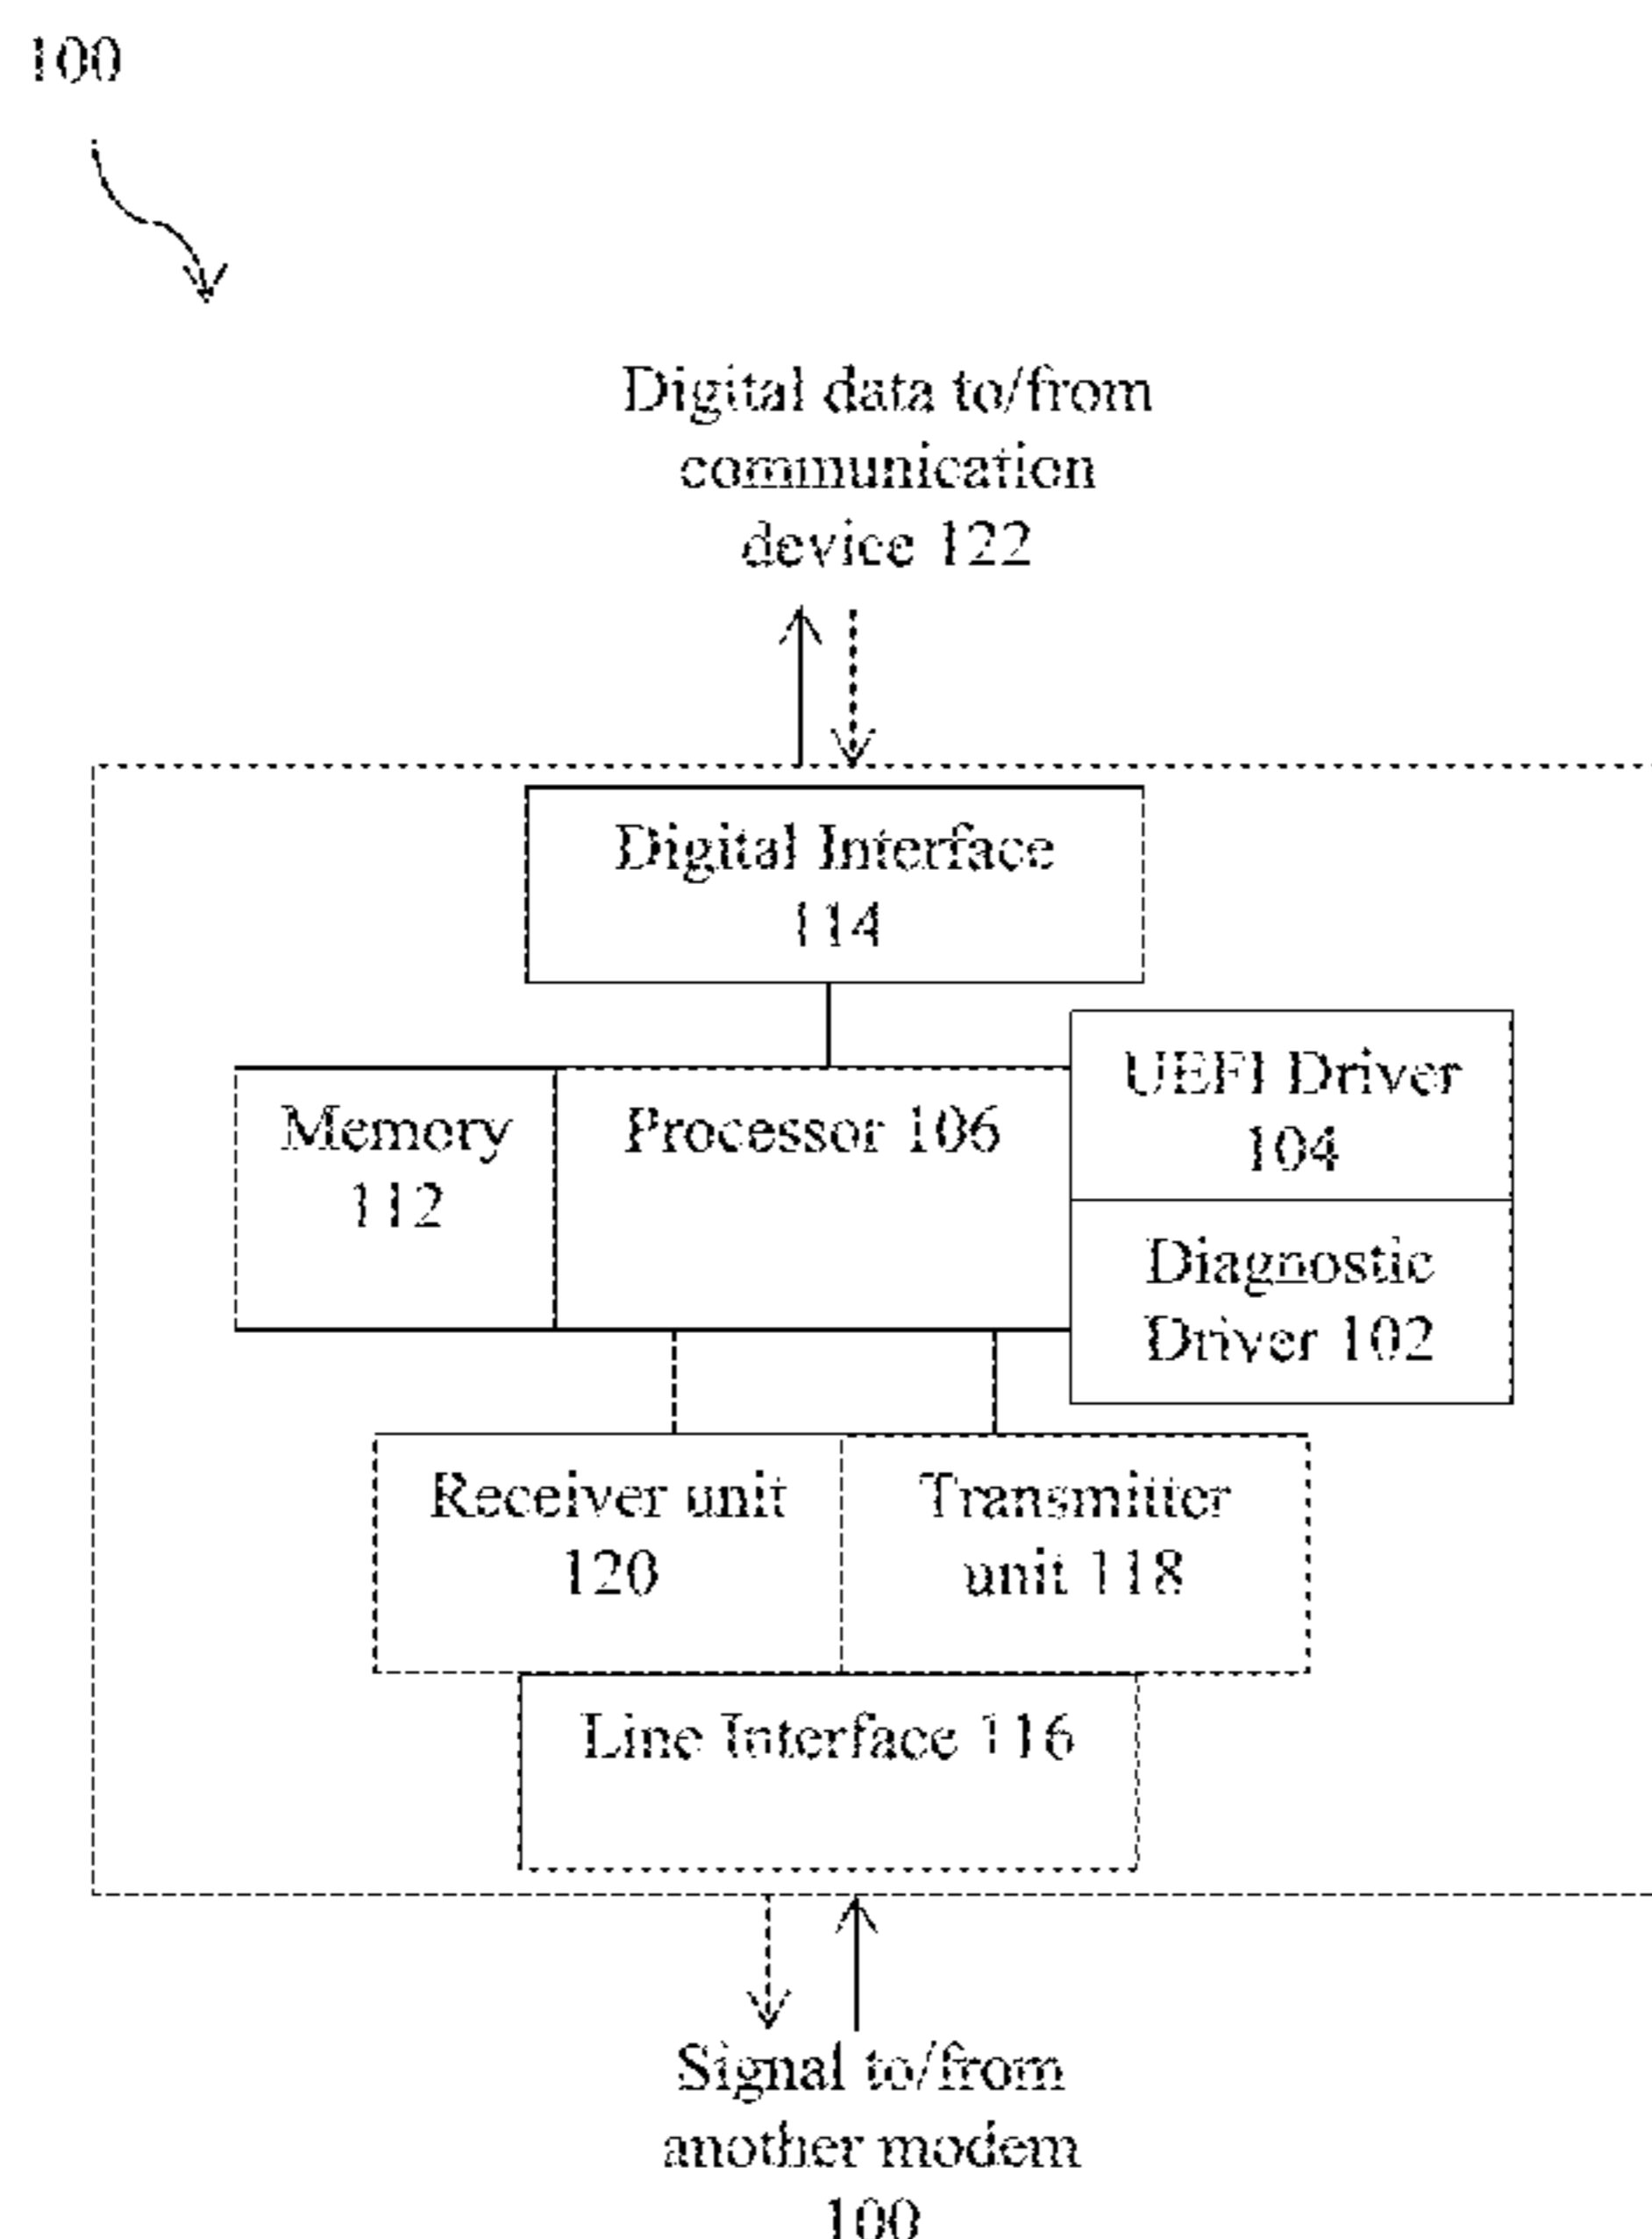 100
Digital data to/from
communication
device 122
Digital Interface
114
UEFI Driver
104
Memory
112
Processor 106
Diagnostic
Driver 102
Receiver unit
120
Transmitter
unit 118
Line Interface 116
Signal to/from
another modem
100